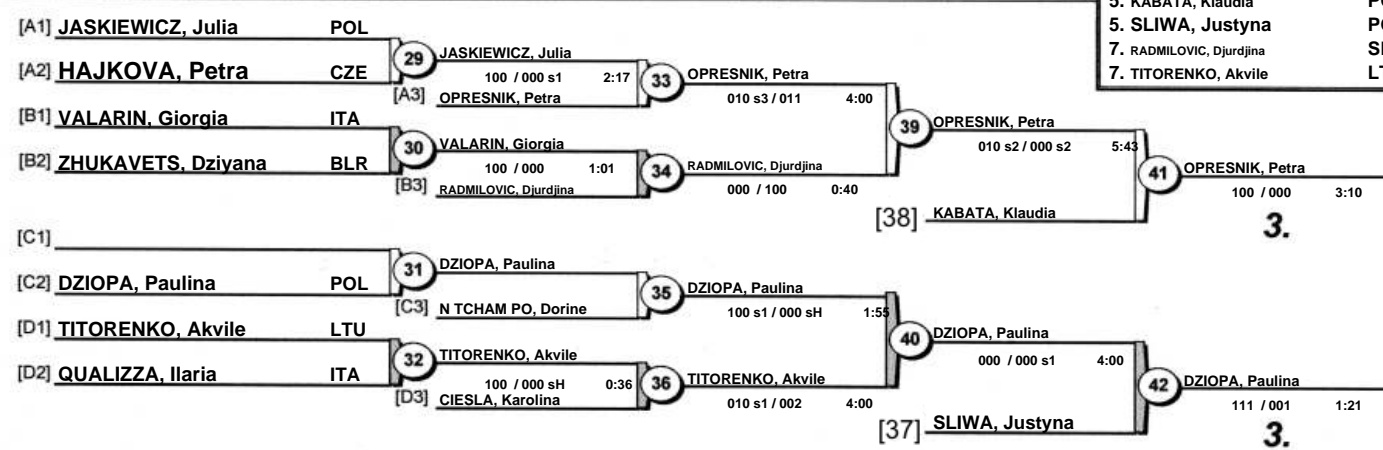 5. KABATA, Klaudia
5. SLIWA, Justyna
7. RADMILOVIC, Djurdjina
7. TITORENKO, Akvile LT
[A1] JASKIEWICZ, Julia POL
[A2] HAJKOVA, Petra CZE
29 JASKIEWICZ, Julia
100 / 000 s1 2:17
[A3] OPRESNIK, Petra
33 OPRESNIK, Petra
010 s3 / 011 4:00
[B1] VALARIN, Giorgia ITA
[B2] ZHUKAVETS, Dziyana BLR
30 VALARIN, Giorgia
100 / 000 1:01
[B3] RADMILOVIC, Djurdjina
34 RADMILOVIC, Djurdjina
000 / 100 0:40
39 OPRESNIK, Petra
010 s2 / 000 s2 5:43
[38] KABATA, Klaudia
41 OPRESNIK, Petra
100 / 000 3:10
3.
[C1]
[C2] DZIOPA, Paulina POL
31 DZIOPA, Paulina
[C3] N TCHAM PO, Dorine
35 DZIOPA, Paulina
100 s1 / 000 sH 1:55
[D1] TITORENKO, Akvile LTU
[D2] QUALIZZA, Ilaria ITA
32 TITORENKO, Akvile
100 / 000 sH 0:36
[D3] CIESLA, Karolina
36 TITORENKO, Akvile
010 s1 / 002 4:00
40 DZIOPA, Paulina
000 / 000 s1 4:00
[37] SLIWA, Justyna
42 DZIOPA, Paulina
111 / 001 1:21
3.